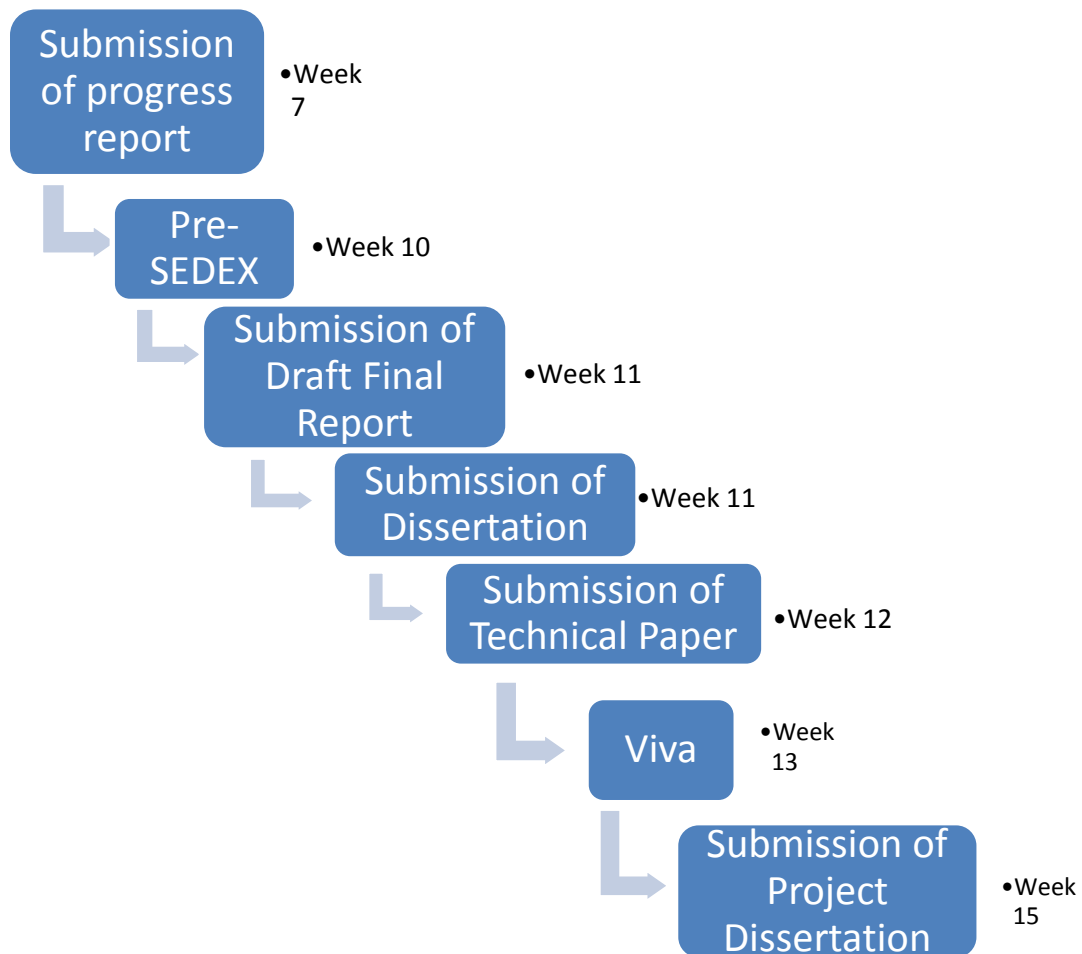 Submission
of progress
report
•Week
7
Pre-
SEDEX
•Week 10
Submission of
Draft Final
Report
•Week 11
Submission of
Dissertation
•Week 11
Submission of
Technical Paper
•Week 12
Viva
•Week
13
Submission of
Project
Dissertation
•Week
15